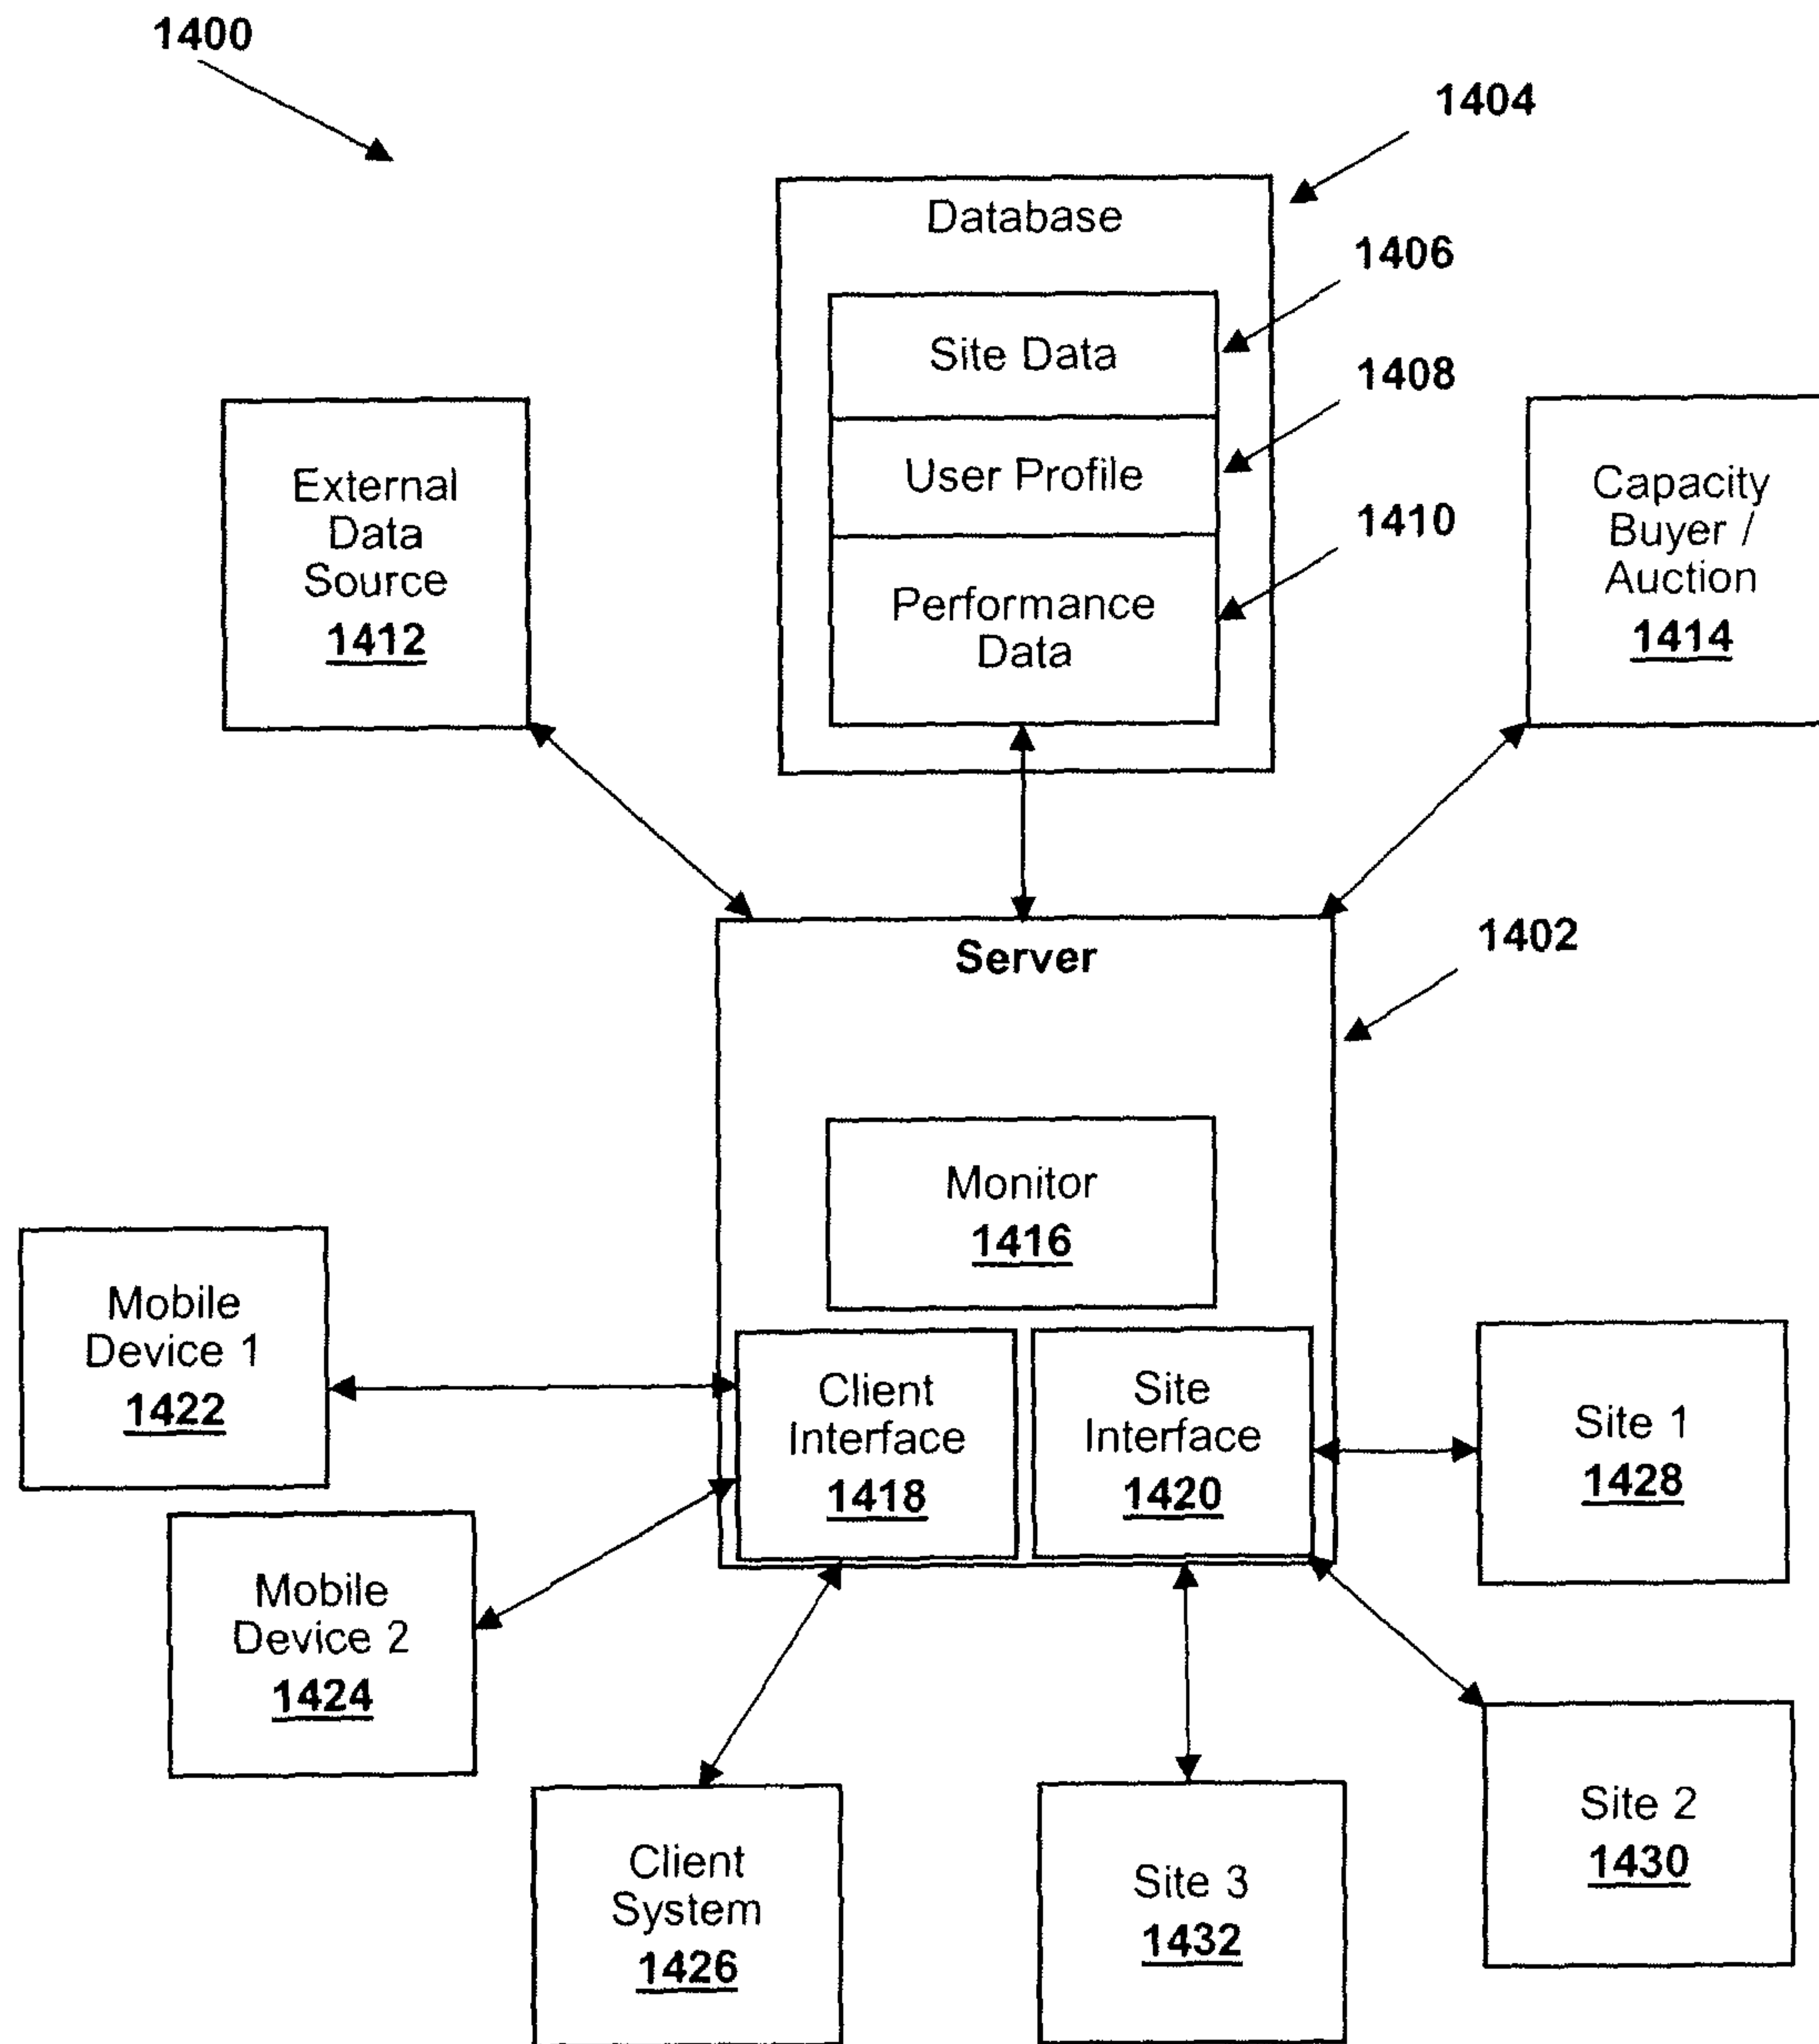 1400
1404
Database
1406
Site Data
1408
User Profile
1410
Performance
Data
External
Data
Source
1412
Capacity
Buyer /
Auction
1414
1402
Server
Monitor
1416
Mobile
Device 1
1422
Client
Interface
1418
Site
Interface
1420
Site 1
1428
Mobile
Device 2
1424
Client
System
1426
Site 3
1432
Site 2
1430